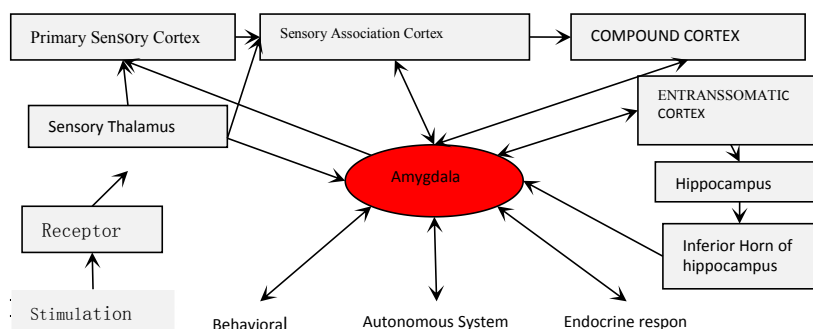 Primary Sensory Cortex
Sensory Association Cortex
COMPOUND CORTEX
ENTRANSSOMATIC
CORTEX
Sensory Thalamus
Amygdala
Hippocampus
Receptor
Inferior Horn of
hippocampus
Stimulation
Behavioral
Autonomous System
Endocrine respon